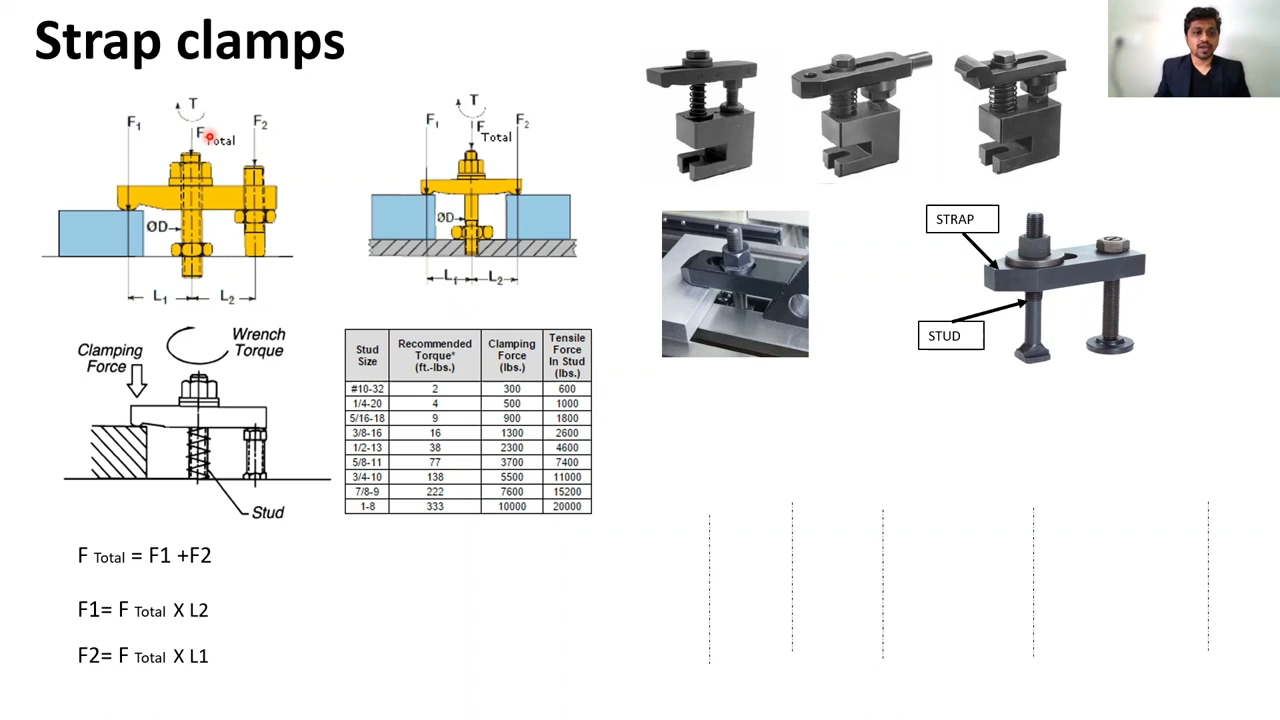 Strap clamps
T
F1
F Total
F2
ØD
L1
L2
T
F1
F Total
F2
ØD
L1
L2
STRAP
STUD
Clamping
Force
Wrench
Torque
Stud
Stud Size | Recommended Torque* (ft.-lbs.) | Clamping Force (lbs.) | Tensile Force In Stud (lbs.)
#10-32 2 300 600
1/4-20 4 500 1000
5/16-18 9 900 1800
3/8-16 16 1300 2600
1/2-13 38 2300 4600
5/8-11 77 3700 7400
3/4-10 138 5500 11000
7/8-9 222 7600 15200
1-8 333 10000 20000
F Total = F1 +F2
F1= F Total X L2
F2= F Total X L1